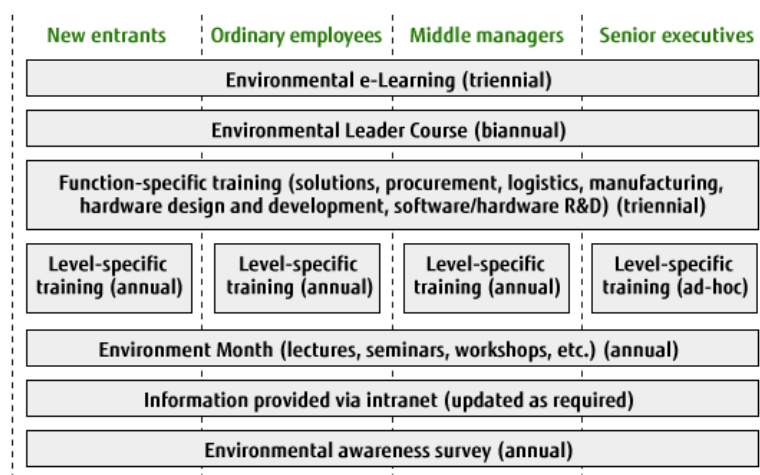 New entrants
Ordinary employees
Middle managers
Senior executives
Environmental e-Learning (triennial)
Environmental Leader Course (biannual)
Function-specific training (solutions, procurement, logistics, manufacturing,
hardware design and development, software/hardware R&D) (triennial)
Level-specific
training (annual)
Level-specific
training (annual)
Level-specific
training (annual)
Level-specific
training (ad-hoc)
Environment Month (lectures, seminars, workshops, etc.) (annual)
Information provided via intranet (updated as required)
Environmental awareness survey (annual)